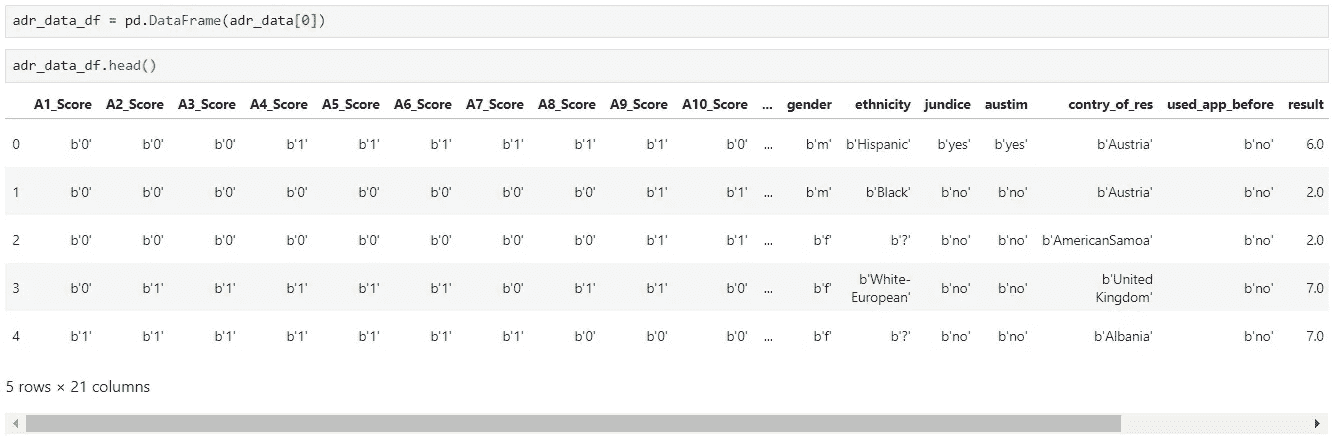 adr_data_df = pd.DataFrame(adr_data[0])
adr_data_df.head()
A1_Score A2_Score A3_Score A4_Score A5_Score A6_Score A7_Score A8_Score A9_Score A10_Score ... gender ethnicity jundice austim contry_of_res used_app_before result
0 b'0' b'0' b'0' b'1' b'1' b'1' b'1' b'1' b'1' b'0' ... b'm' b'Hispanic' b'yes' b'yes' b'Austria' b'no' 6.0
1 b'0' b'0' b'0' b'0' b'0' b'0' b'0' b'0' b'1' b'1' ... b'm' b'Black' b'no' b'no' b'Austria' b'no' 2.0
2 b'0' b'0' b'0' b'0' b'0' b'0' b'0' b'0' b'1' b'1' ... b'f' b'?' b'no' b'no' b'AmericanSamoa' b'no' 2.0
3 b'0' b'1' b'1' b'1' b'1' b'1' b'0' b'1' b'1' b'0' ... b'f' b'White-European' b'no' b'no' b'United Kingdom' b'no' 7.0
4 b'1' b'1' b'1' b'1' b'1' b'1' b'1' b'0' b'0' b'0' ... b'f' b'?' b'no' b'no' b'Albania' b'no' 7.0
5 rows × 21 columns